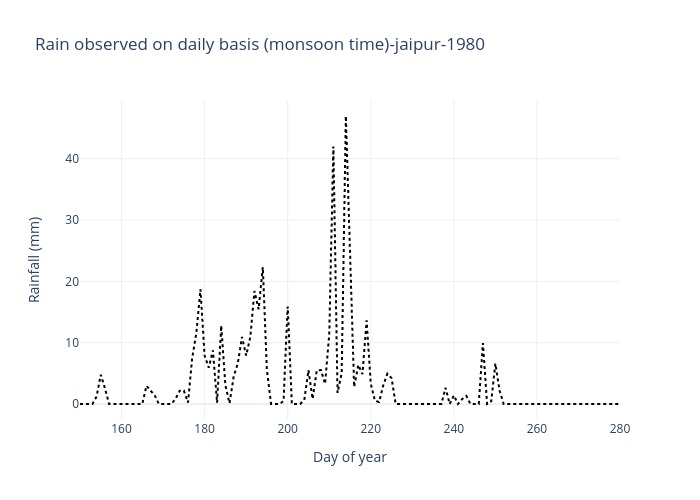 Rain observed on daily basis (monsoon time)-jaipur-1980
40
30
20
10
0
Rainfall (mm)
160 180 200 220 240 260 280
Day of year